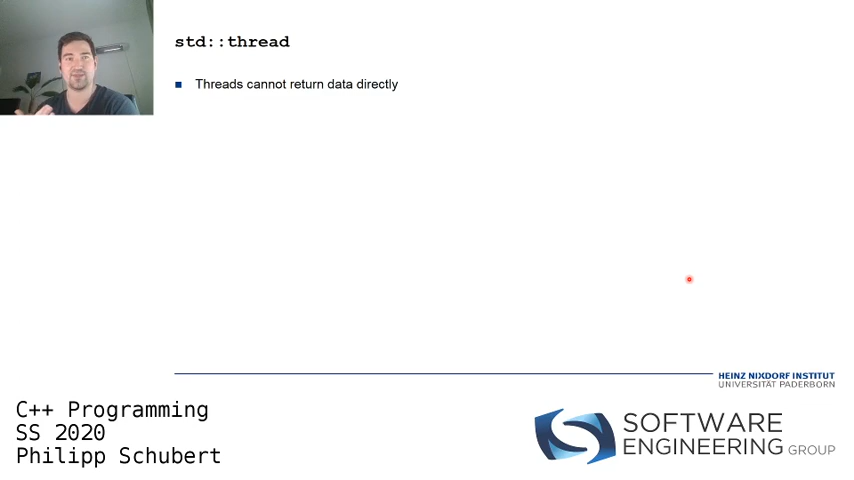 std::thread
Threads cannot return data directly
HEINZ NIXDORF INSTITUT
UNIVERSITÄT PADERBORN
C++ Programming
SS 2020
Philipp Schubert
SOFTWARE
ENGINEERING GROUP